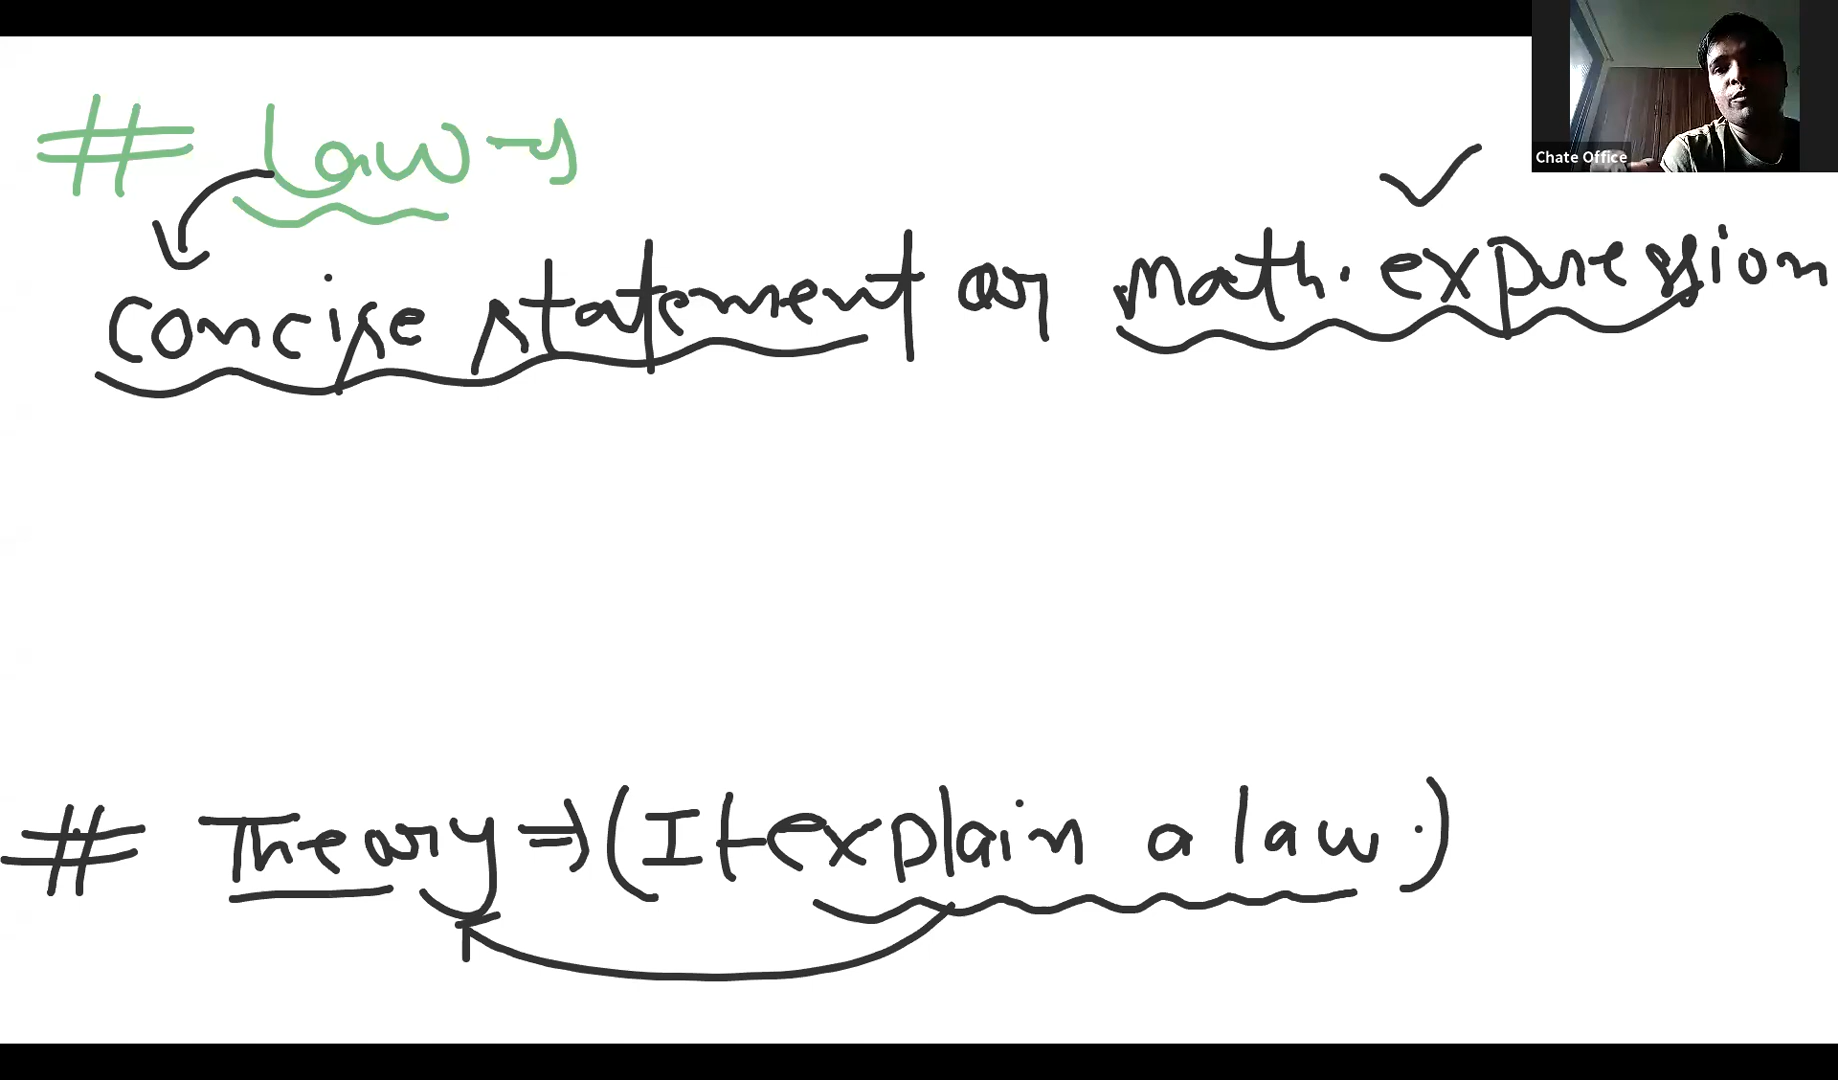 # Law →
Chate Office
concise statement or math. expression
# Theory ⇒ (It explain a law.)